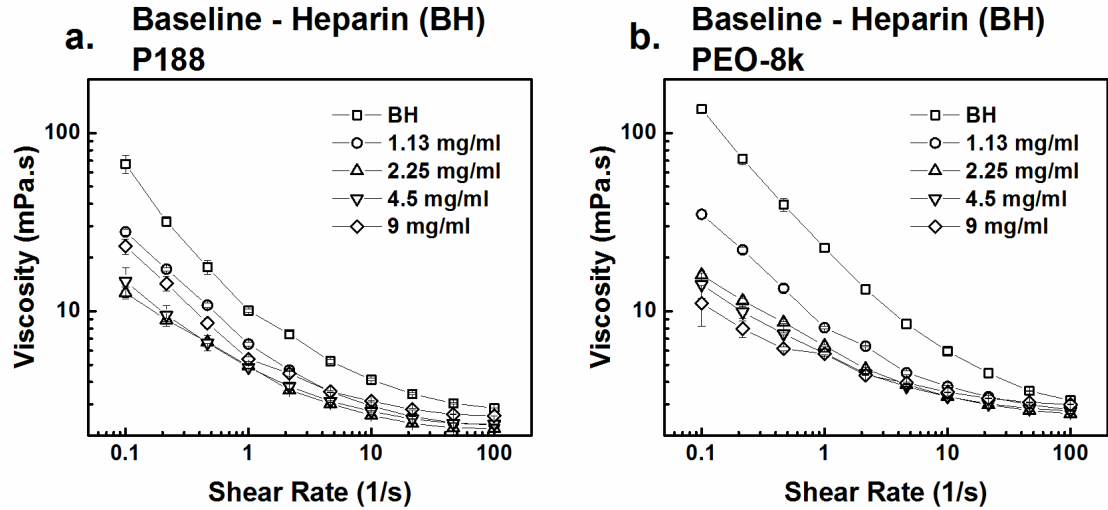 a.
Baseline - Heparin (BH)
P188
BH
1.13 mg/ml
2.25 mg/ml
4.5 mg/ml
9 mg/ml
100
10
Viscosity (mPa.s)
0.1 1 10 100
Shear Rate (1/s)
b.
Baseline - Heparin (BH)
PEO-8k
BH
1.13 mg/ml
2.25 mg/ml
4.5 mg/ml
9 mg/ml
100
10
Viscosity (mPa.s)
0.1 1 10 100
Shear Rate (1/s)